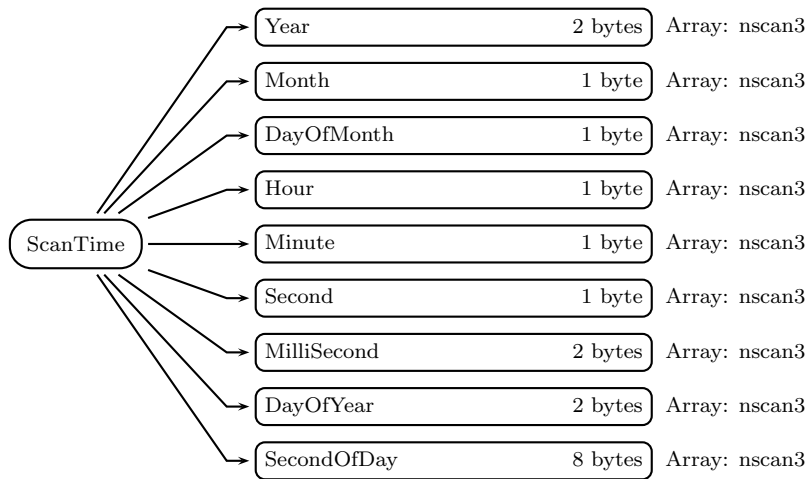 Year 2 bytes Array: nscan3
Month 1 byte Array: nscan3
DayOfMonth 1 byte Array: nscan3
Hour 1 byte Array: nscan3
ScanTime Minute 1 byte Array: nscan3
Second 1 byte Array: nscan3
MilliSecond 2 bytes Array: nscan3
DayOfYear 2 bytes Array: nscan3
SecondOfDay 8 bytes Array: nscan3